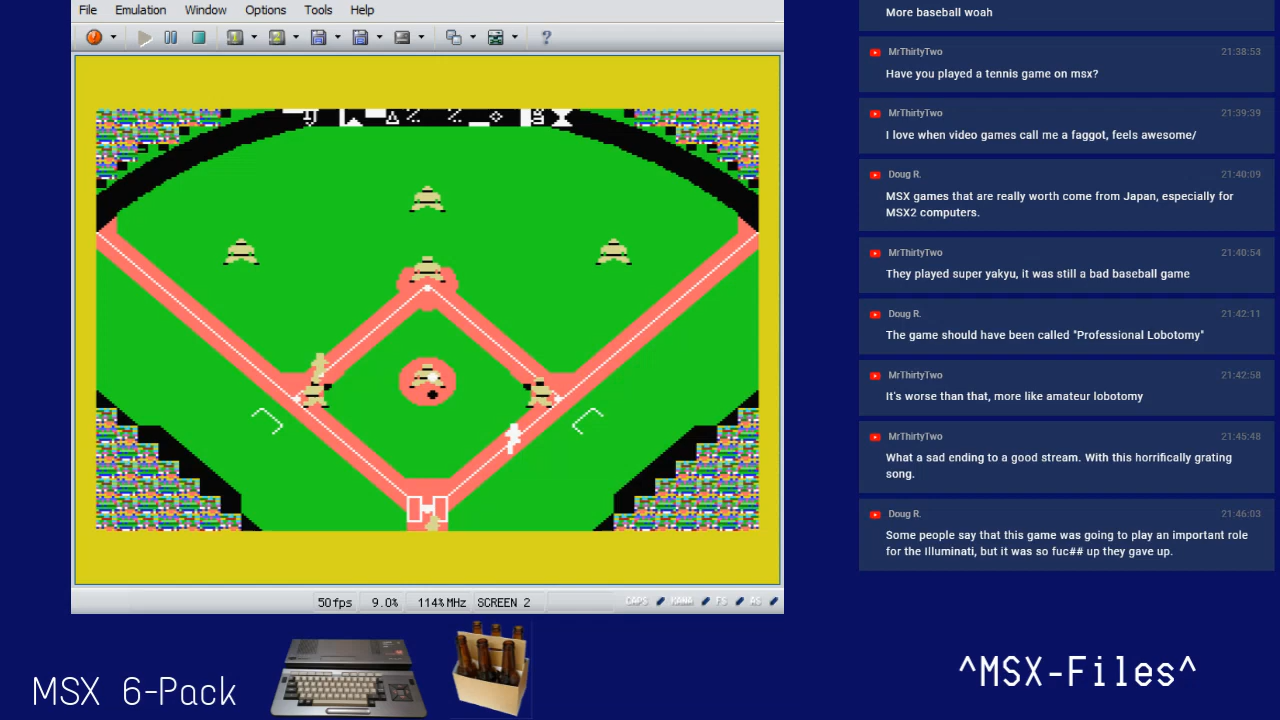 File Emulation Window Options Tools Help
50fps 9.0% 114%MHz SCREEN 2 CAPS KANA FS AS
MSX 6-Pack
More baseball woah
MrThirtyTwo 21:38:53
Have you played a tennis game on msx?
MrThirtyTwo 21:39:39
I love when video games call me a faggot, feels awesome/
Doug R. 21:40:09
MSX games that are really worth come from Japan, especially for
MSX2 computers.
MrThirtyTwo 21:40:54
They played super yakyu, it was still a bad baseball game
Doug R. 21:42:11
The game should have been called "Professional Lobotomy"
MrThirtyTwo 21:42:58
It's worse than that, more like amateur lobotomy
MrThirtyTwo 21:45:48
What a sad ending to a good stream. With this horrifically grating
song.
Doug R. 21:46:03
Some people say that this game was going to play an important role
for the Illuminati, but it was so fuc## up they gave up.
^MSX-Files^